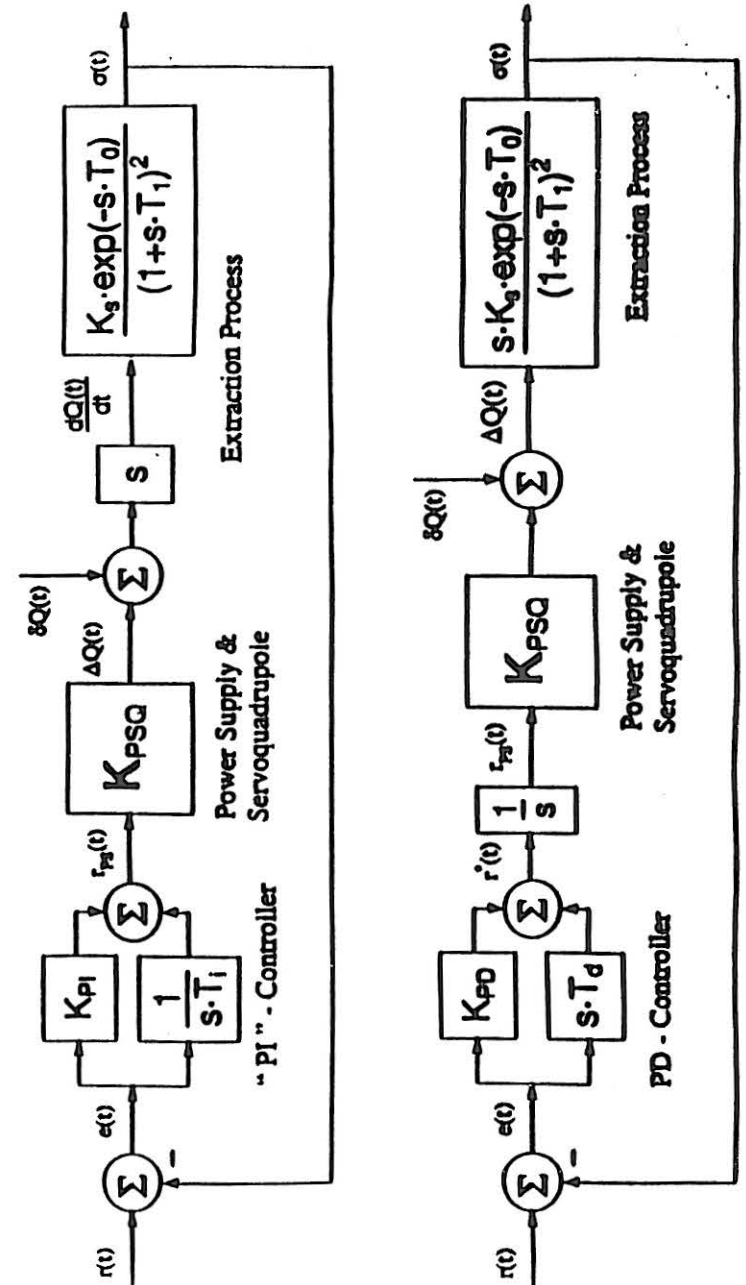 r(t)
Σ
−
e(t)
K_PI
1
s·T_i
" PI " - Controller
Σ
r_PS(t)
K_PSQ
Power Supply &
Servoquadrupole
ΔQ(t)
δQ(t)
Σ
s
dQ(t)
dt
K_s·exp(-s·T_0)
(1+s·T_1)^2
Extraction Process
σ(t)
r(t)
Σ
−
e(t)
K_PD
s·T_d
PD - Controller
Σ
r*(t)
1
s
r_PS(t)
K_PSQ
Power Supply &
Servoquadrupole
δQ(t)
Σ
ΔQ(t)
s·K_s·exp(-s·T_0)
(1+s·T_1)^2
Extraction Process
σ(t)